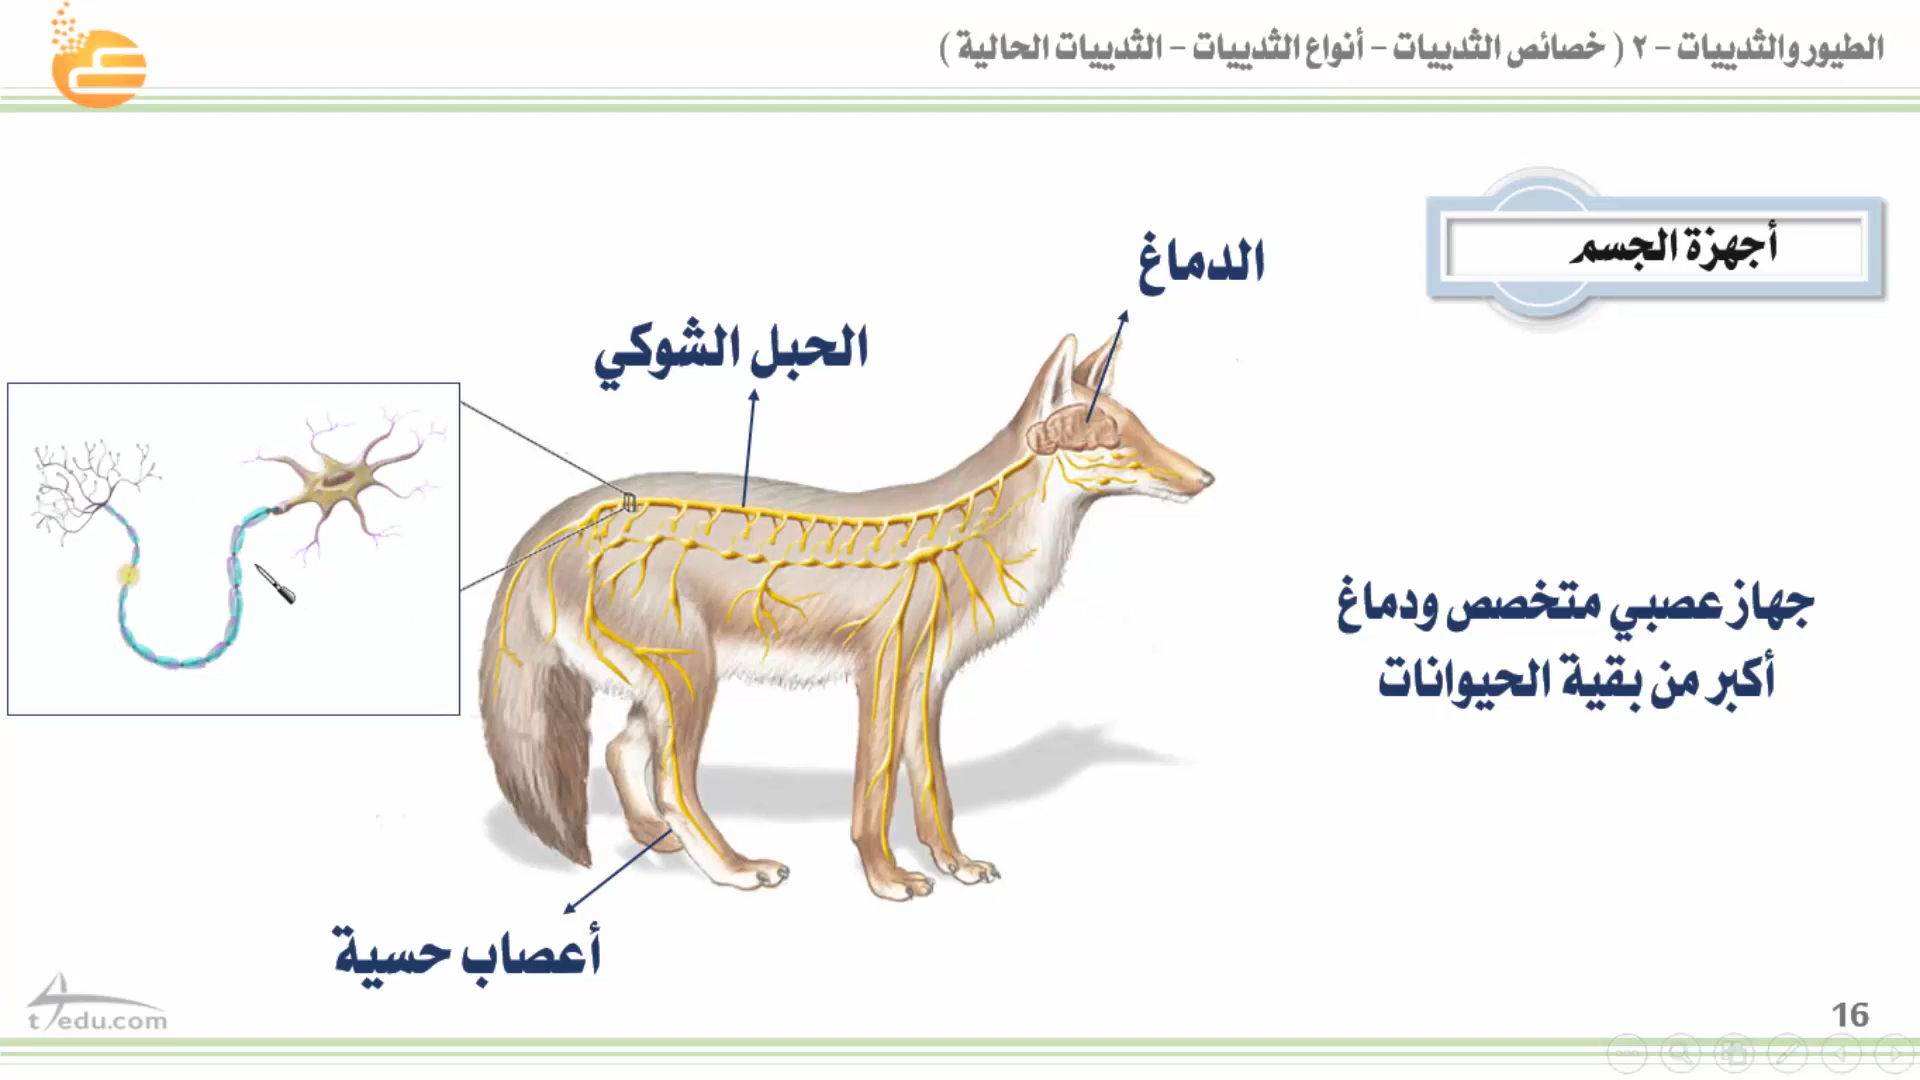 الطيور والثدييات - ٢ ( خصائص الثدييات - أنواع الثدييات - الثدييات الحالية )
أجهزة الجسم
الدماغ
الحبل الشوكي
جهاز عصبي متخصص ودماغ
أكبر من بقية الحيوانات
أعصاب حسية
t4edu.com
16